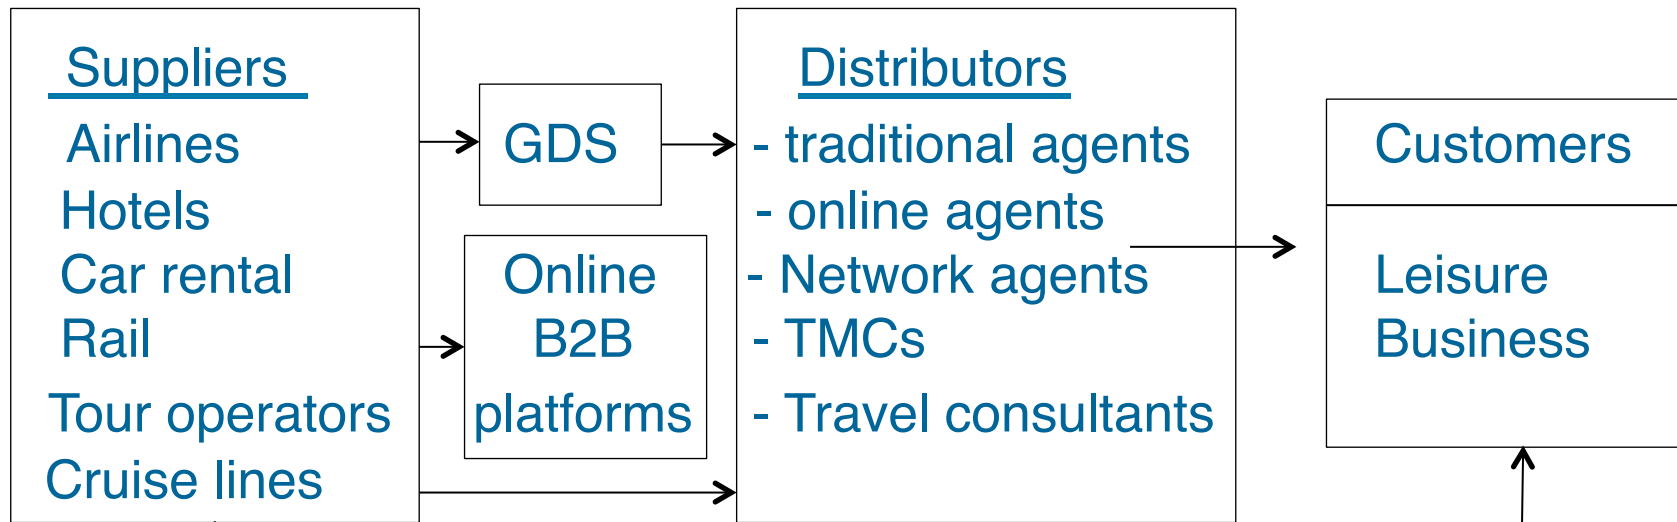 Suppliers
Airlines
Hotels
Car rental
Rail
Tour operators
Cruise lines
GDS
Online
B2B
platforms
Distributors
- traditional agents
- online agents
- Network agents
- TMCs
- Travel consultants
Customers
Leisure
Business